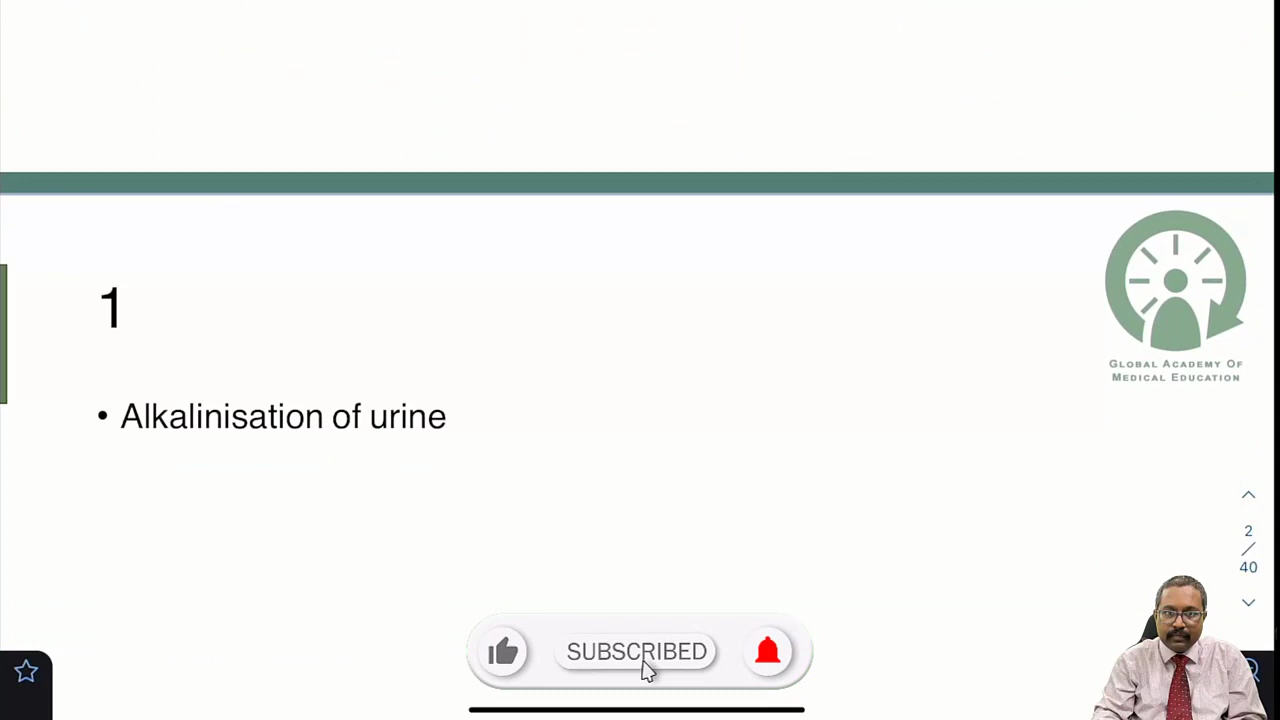 GLOBAL ACADEMY OF
MEDICAL EDUCATION
1
• Alkalinisation of urine
2
/
40
SUBSCRIBED